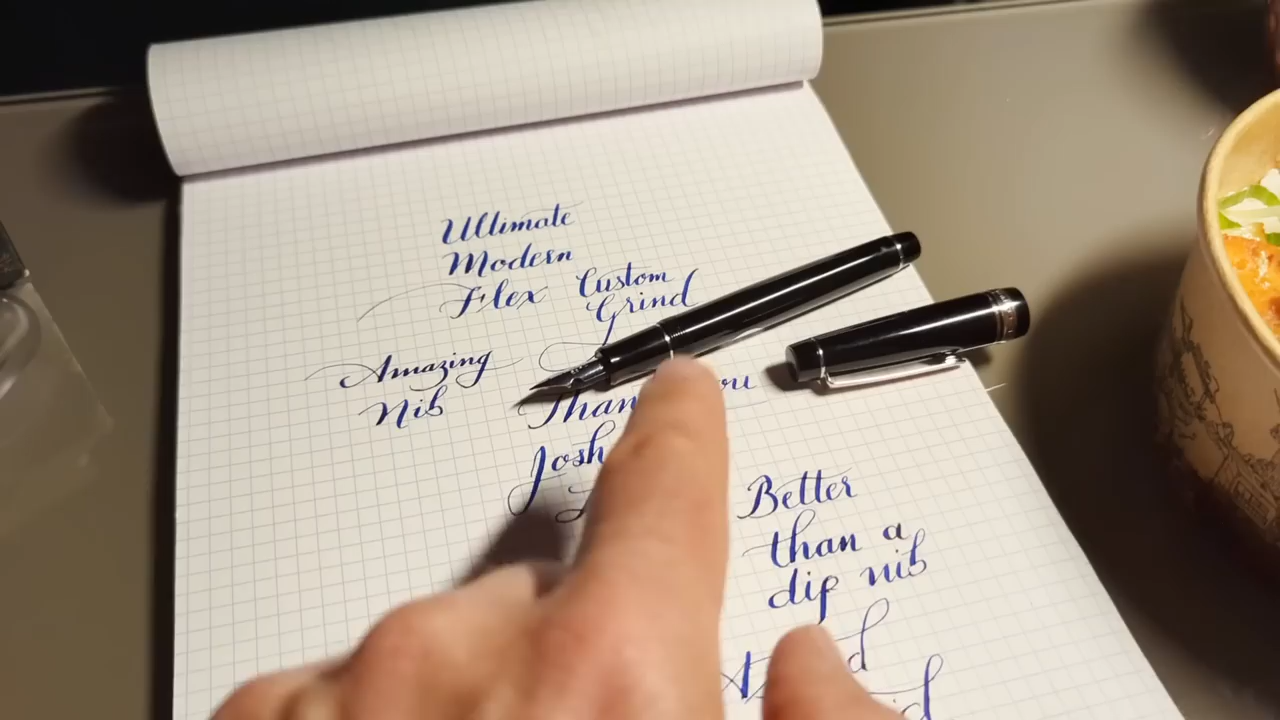 Ultimate
Modern
Flex Custom
Grind
Amazing
Nib
Josh
Better
than a
dip nib